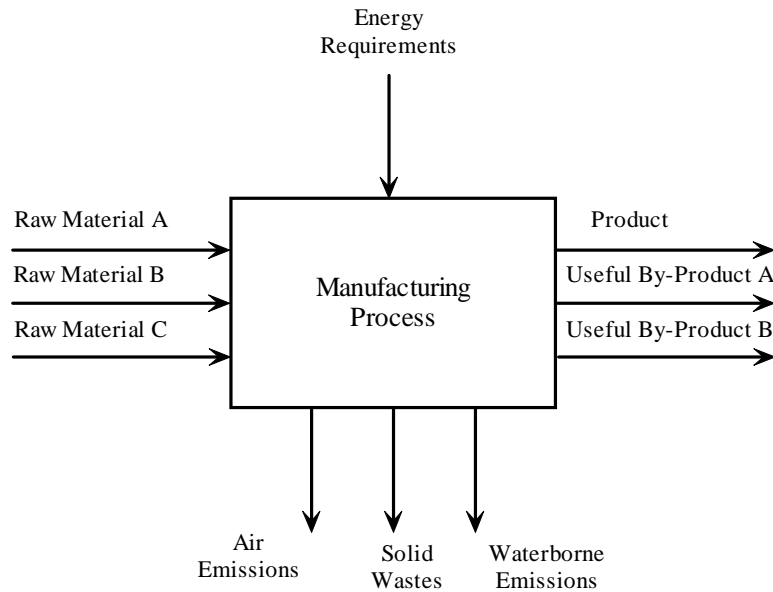 Energy
Requirements
Raw Material A
Raw Material B
Raw Material C
Manufacturing
Process
Product
Useful By-Product A
Useful By-Product B
Air
Emissions
Solid
Wastes
Waterborne
Emissions